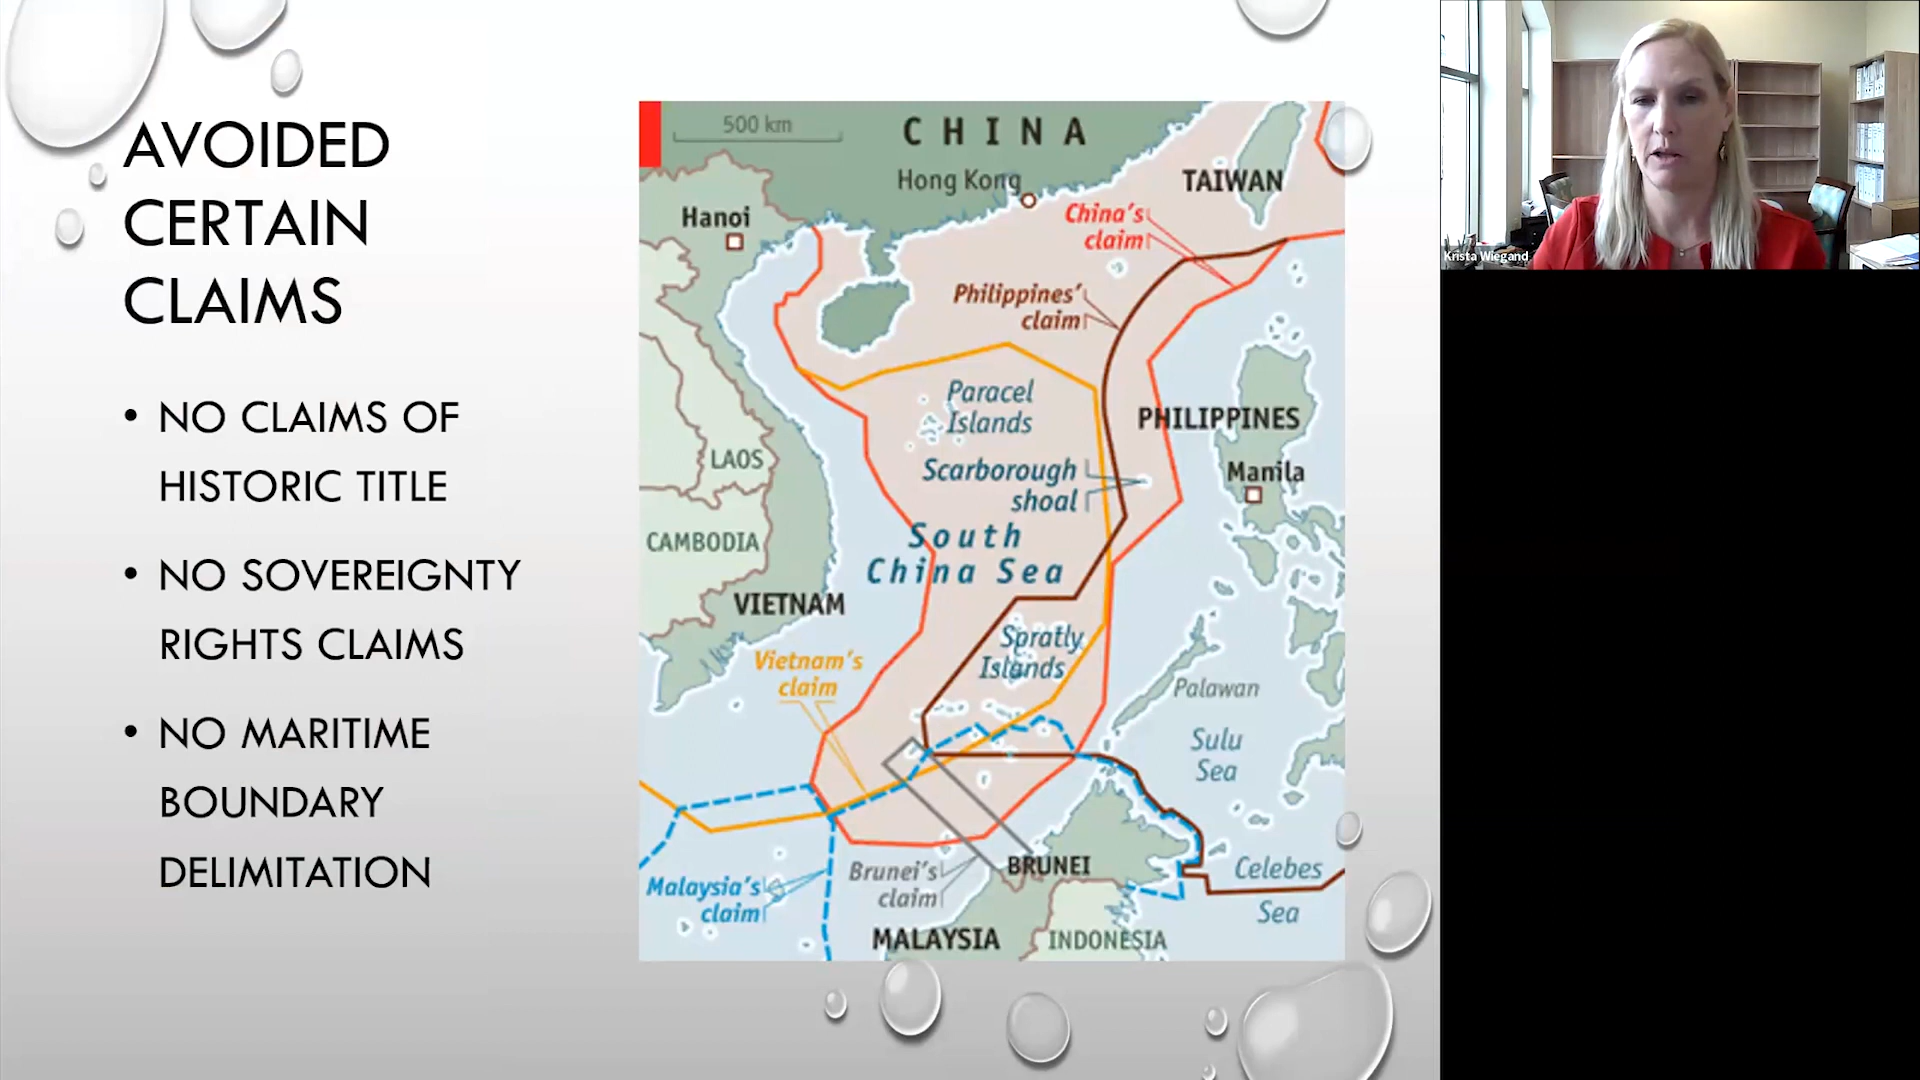 AVOIDED
CERTAIN
CLAIMS
• NO CLAIMS OF
HISTORIC TITLE
• NO SOVEREIGNTY
RIGHTS CLAIMS
• NO MARITIME
BOUNDARY
DELIMITATION
500 km
CHINA
Hong Kong
TAIWAN
Hanoi
China's
claim
Philippines'
claim
Paracel
Islands
PHILIPPINES
LAOS
Scarborough
shoal
Manila
CAMBODIA
South
China Sea
VIETNAM
Spratly
Islands
Vietnam's
claim
Palawan
Sulu
Sea
Malaysia's
claim
Brunei's
claim
BRUNEI
Celebes
Sea
MALAYSIA
INDONESIA
Krista Wiegand